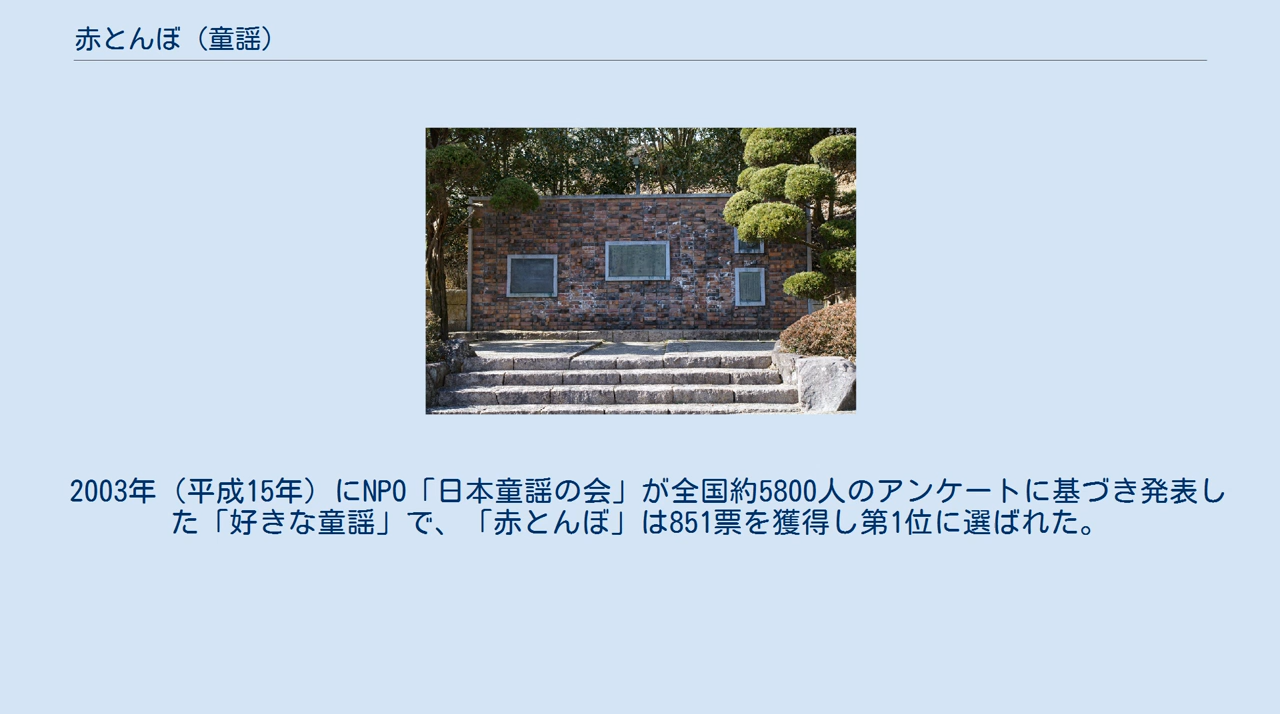 赤とんぼ（童謡）
2003年（平成15年）にNPO「日本童謡の会」が全国約5800人のアンケートに基づき発表し
た「好きな童謡」で、「赤とんぼ」は851票を獲得し第1位に選ばれた。